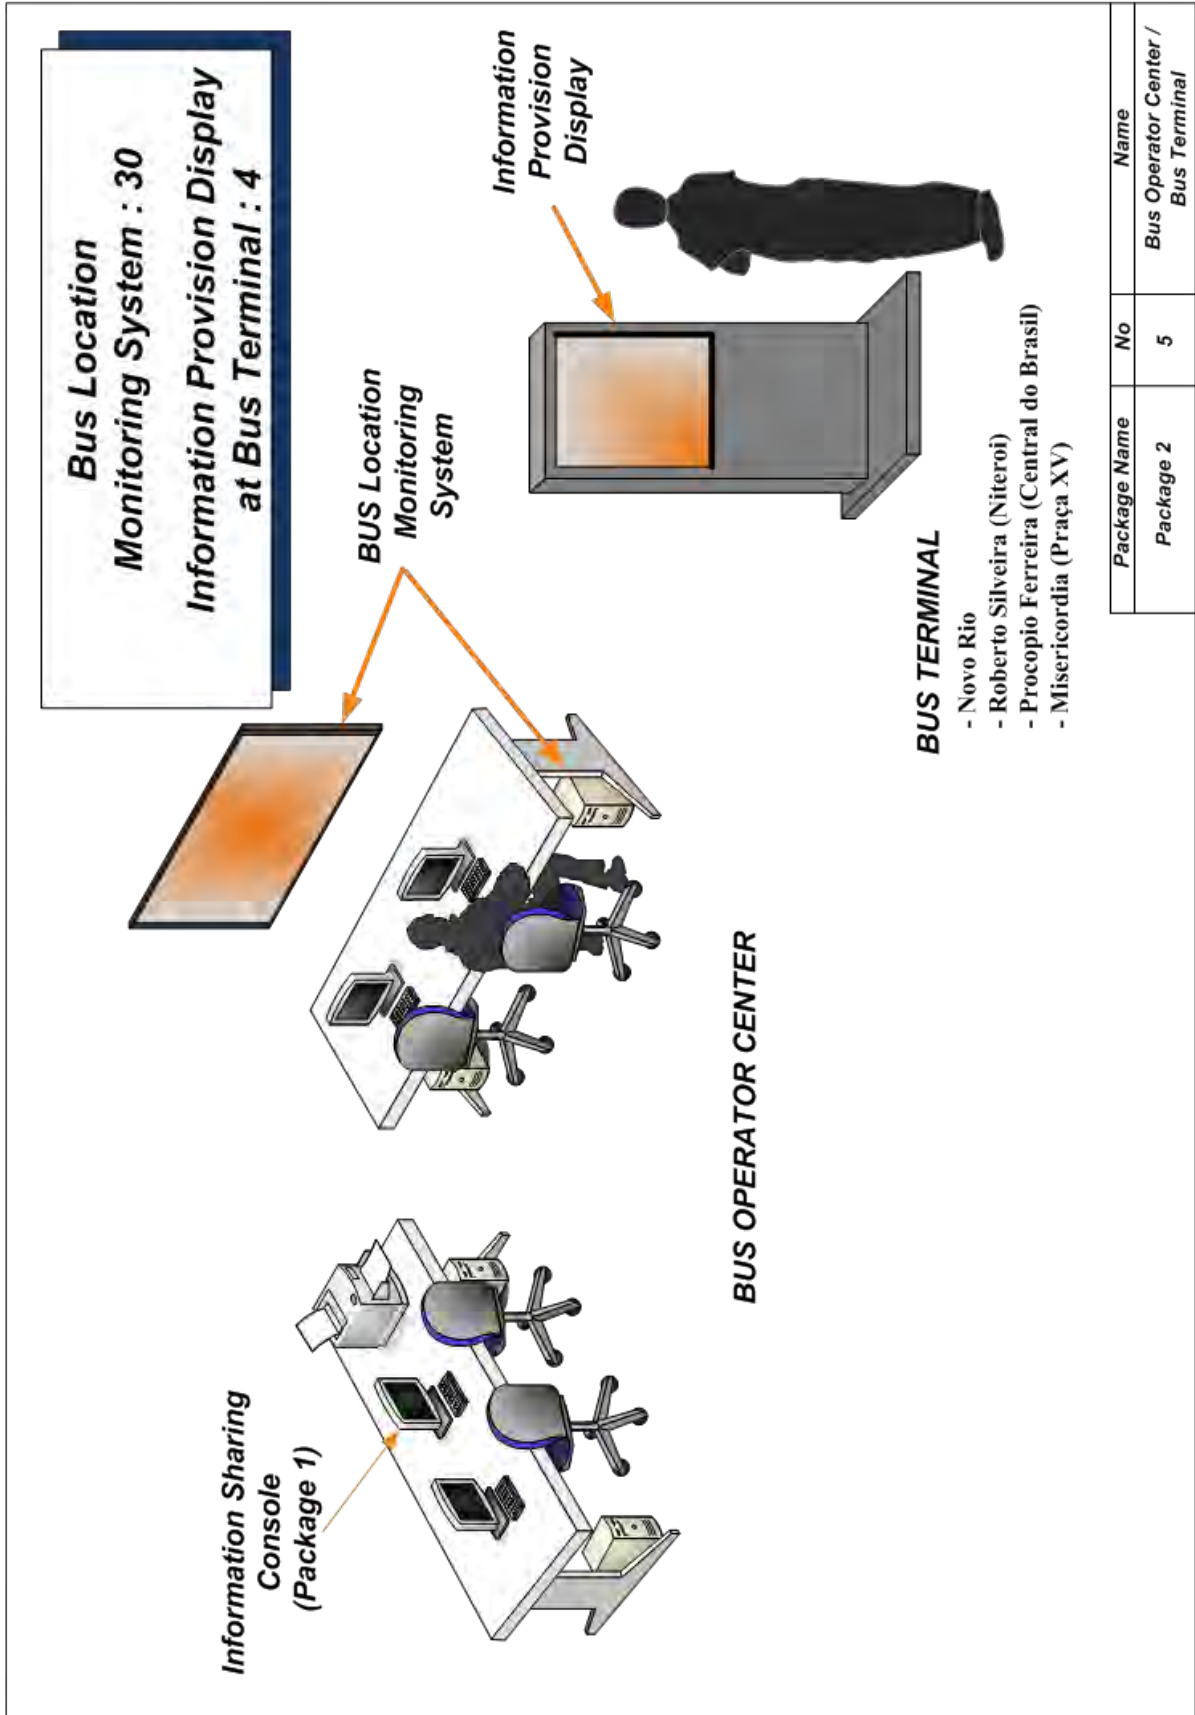 Bus Location
Monitoring System : 30
Information Provision Display
at Bus Terminal : 4
Information Sharing
Console
(Package 1)
BUS Location
Monitoring
System
Information
Provision
Display
BUS OPERATOR CENTER
BUS TERMINAL
- Novo Rio
- Roberto Silveira (Niteroi)
- Procopio Ferreira (Central do Brasil)
- Misericordia (Praça XV)
Package Name No Name
Package 2 5 Bus Operator Center /
Bus Terminal